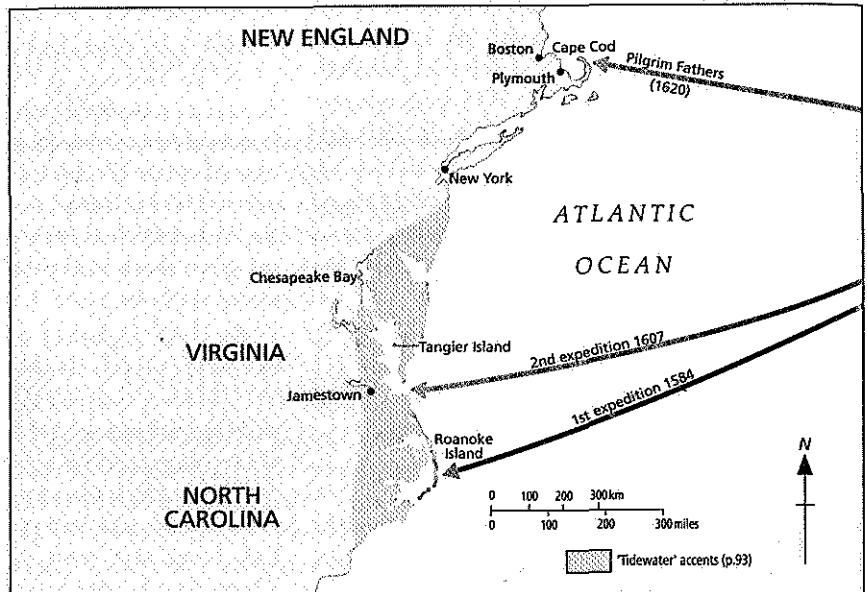 NEW ENGLAND
Boston
Cape Cod
Plymouth
Pilgrim Fathers
(1620)
New York
ATLANTIC
OCEAN
Chesapeake Bay
VIRGINIA
Tangier Island
2nd expedition 1607
Jamestown
1st expedition 1584
Roanoke
Island
NORTH
CAROLINA
N
0 100 200 300km
0 100 200 300 miles
'Tidewater' accents (p.93)